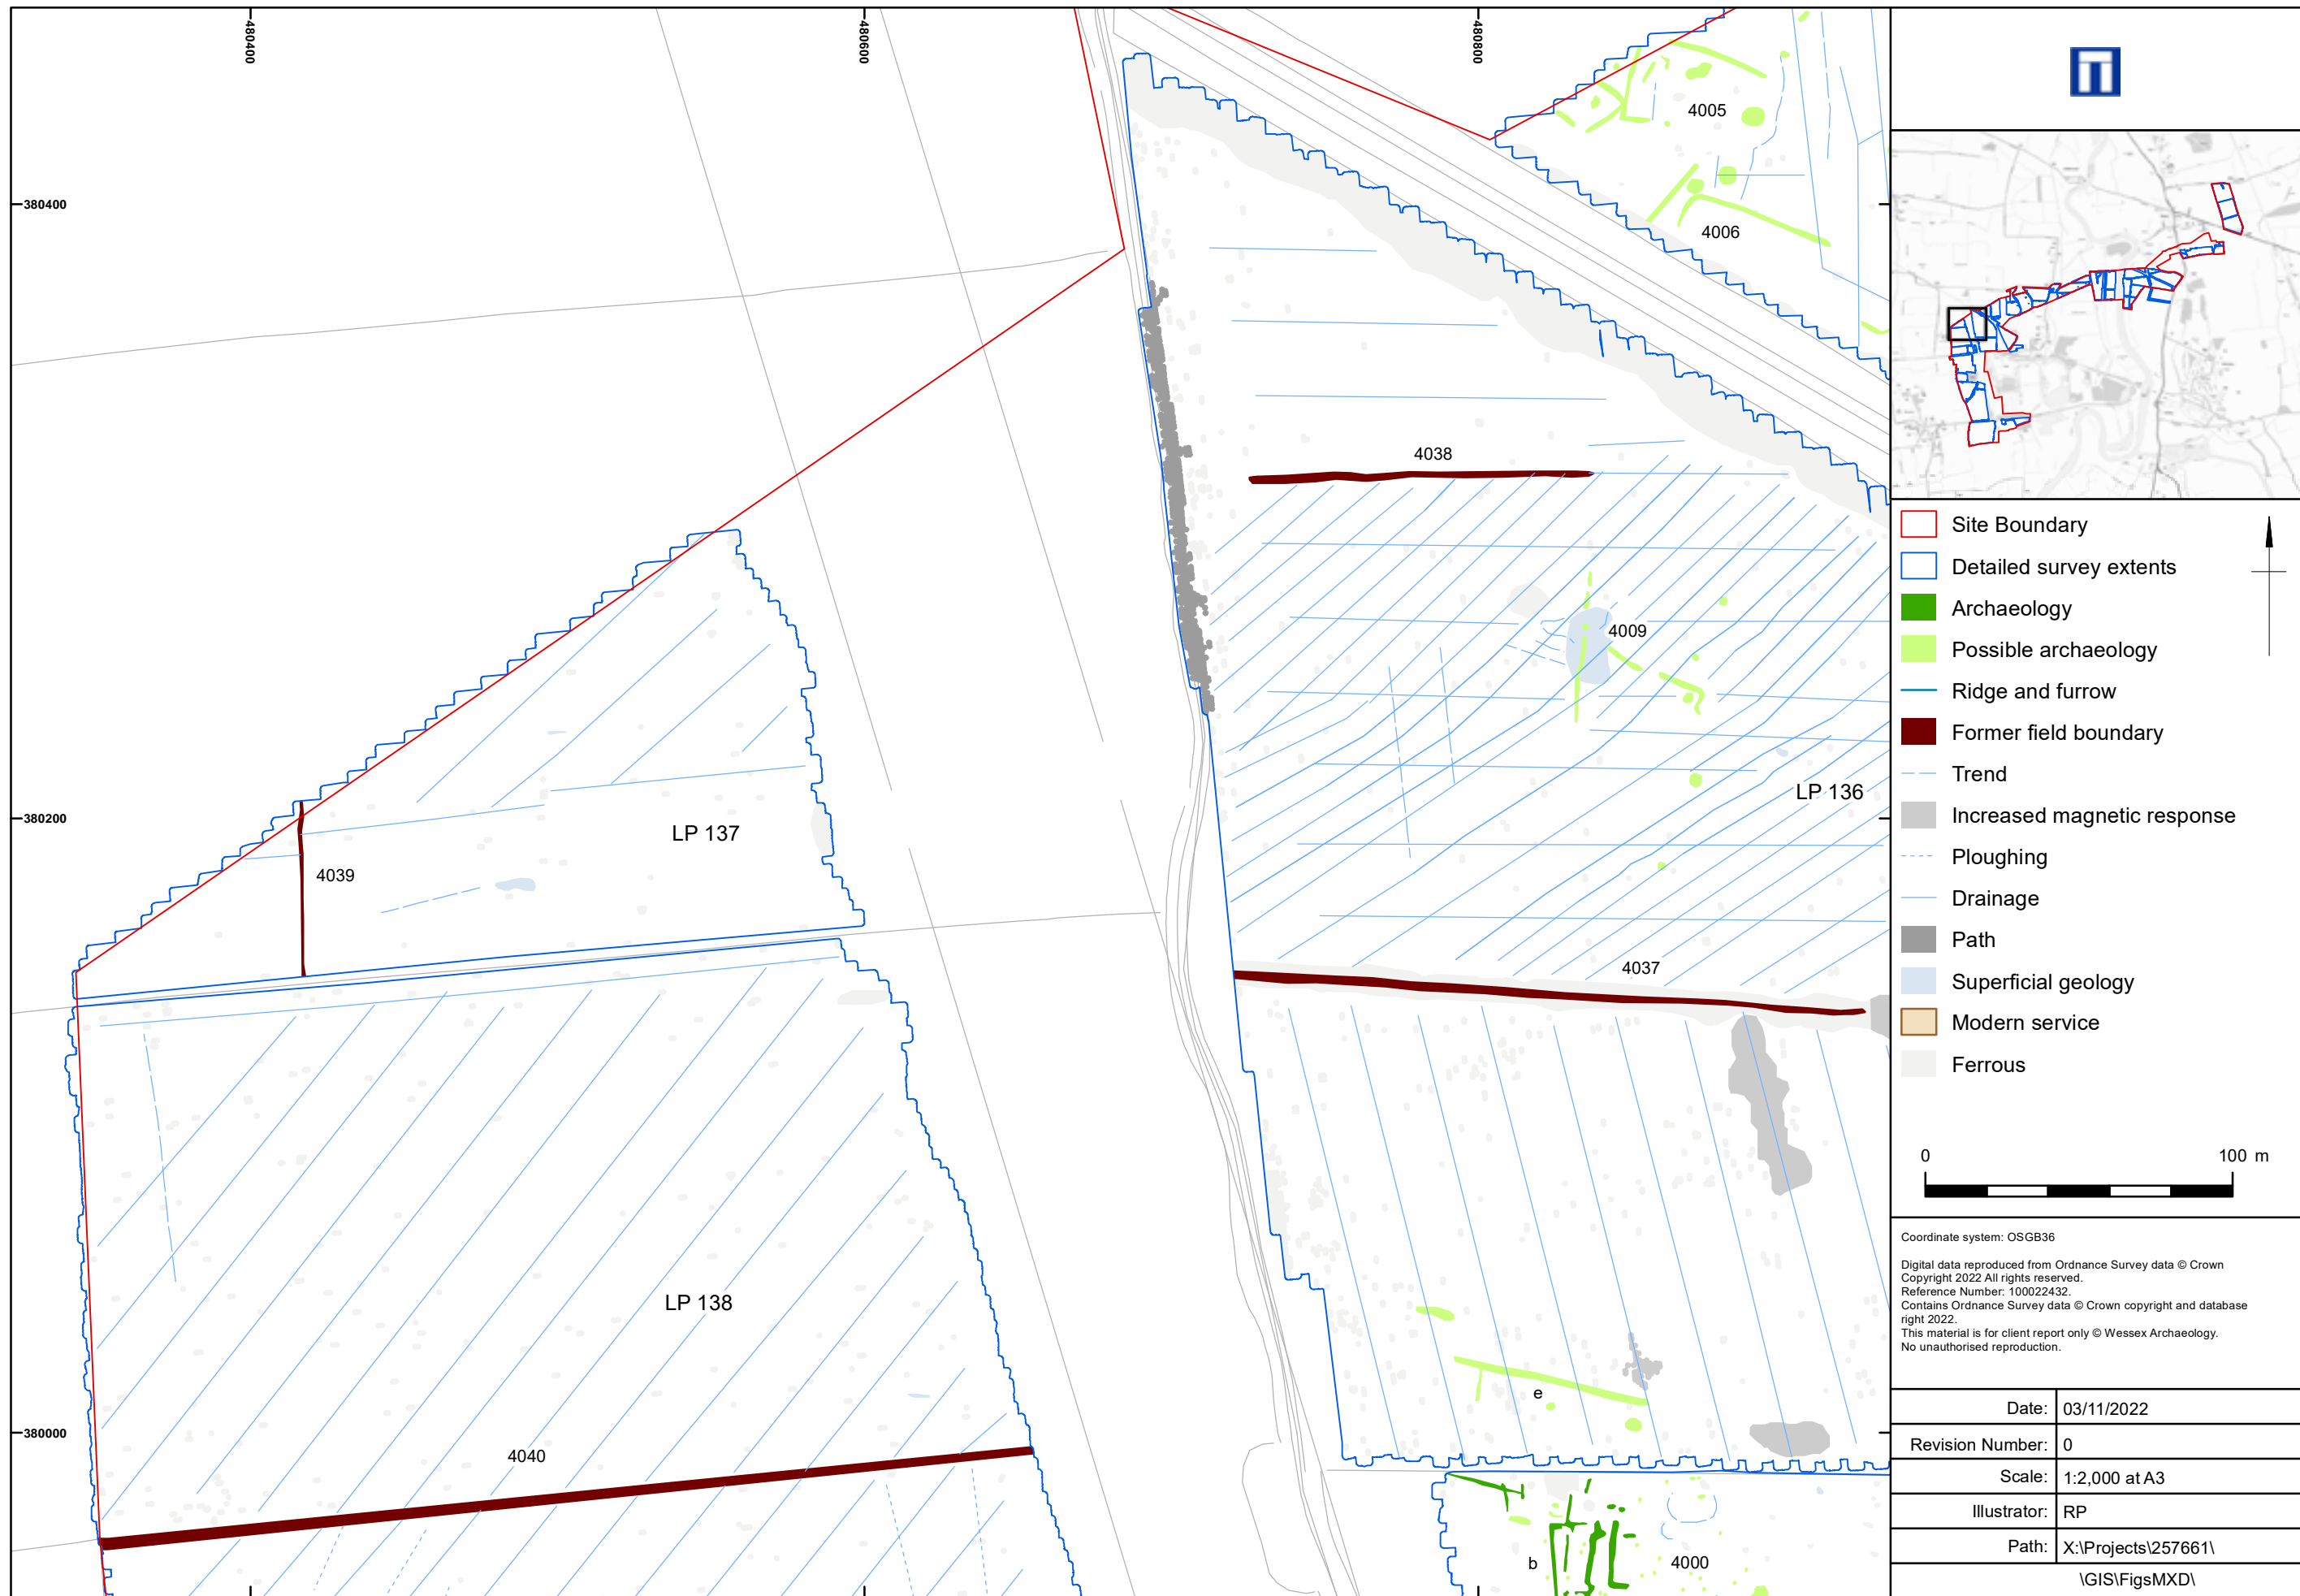 480400
480600
480800
380400
380200
380000
4005
4006
4038
4009
LP 136
LP 137
4039
4037
LP 138
4040
e
b
4000
Site Boundary
Detailed survey extents
Archaeology
Possible archaeology
Ridge and furrow
Former field boundary
Trend
Increased magnetic response
Ploughing
Drainage
Path
Superficial geology
Modern service
Ferrous
0 100 m
Coordinate system: OSGB36
Digital data reproduced from Ordnance Survey data © Crown
Copyright 2022 All rights reserved.
Reference Number: 100022432.
Contains Ordnance Survey data © Crown copyright and database
right 2022.
This material is for client report only © Wessex Archaeology.
No unauthorised reproduction.
Date: 03/11/2022
Revision Number: 0
Scale: 1:2,000 at A3
Illustrator: RP
Path: X:\Projects\257661\
\GIS\FigsMXD\